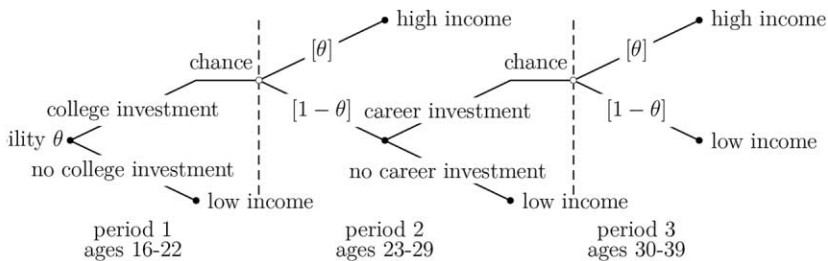 high income
high income
[θ]
[θ]
chance
chance
college investment
[1 − θ]
career investment
[1 − θ]
ility θ
low income
no college investment
no career investment
low income
low income
period 1
ages 16-22
period 2
ages 23-29
period 3
ages 30-39